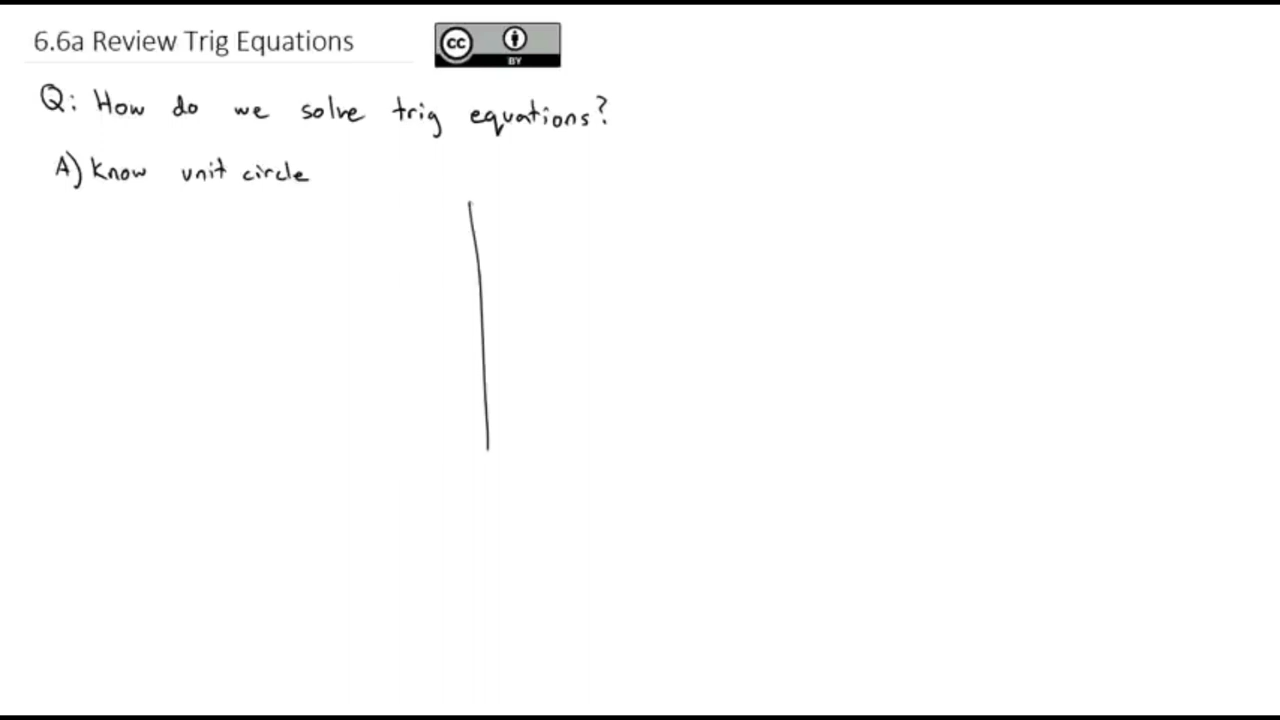 6.6a Review Trig Equations
cc BY
Q: How do we solve trig equations?
A) Know unit circle